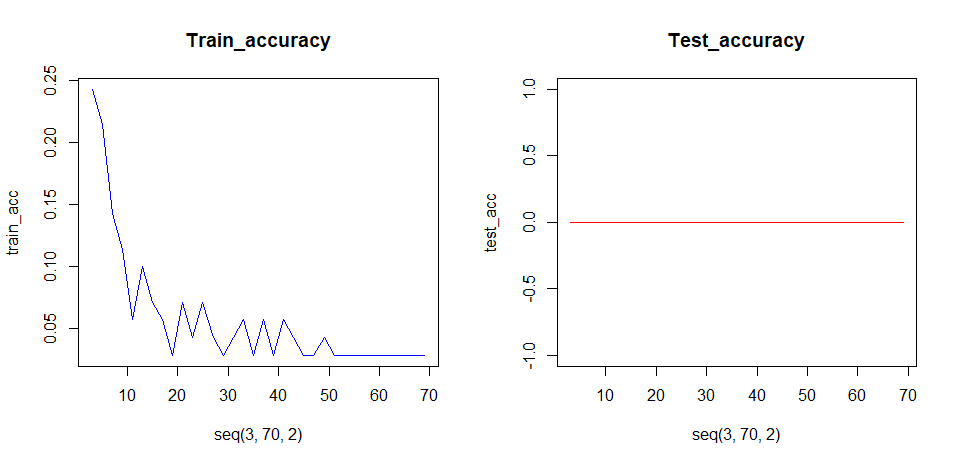 Train_accuracy
train_acc
0.25
0.20
0.15
0.10
0.05
10 20 30 40 50 60 70
seq(3, 70, 2)
Test_accuracy
test_acc
1.0
0.5
0.0
-0.5
-1.0
10 20 30 40 50 60 70
seq(3, 70, 2)